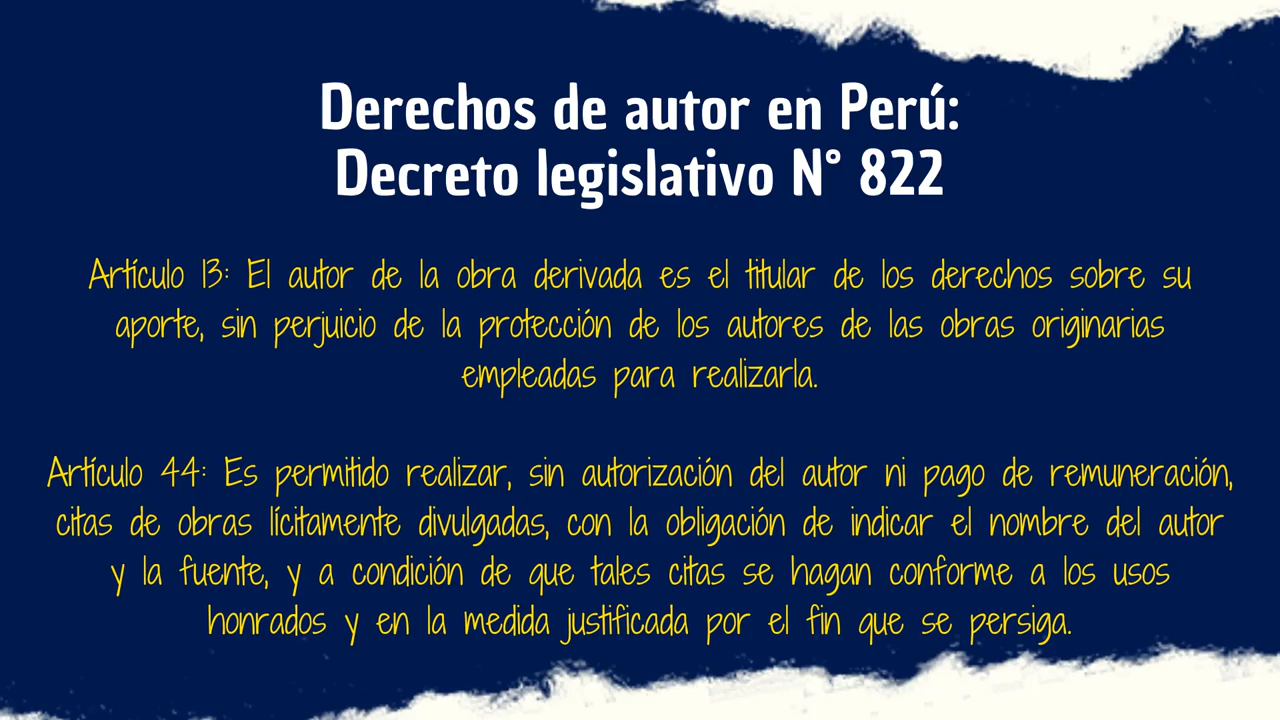 Derechos de autor en Perú:
Decreto legislativo N° 822
Artículo 13: El autor de la obra derivada es el titular de los derechos sobre su
aporte, sin perjuicio de la protección de los autores de las obras originarias
empleadas para realizarla.
Artículo 44: Es permitido realizar, sin autorización del autor ni pago de remuneración,
citas de obras lícitamente divulgadas, con la obligación de indicar el nombre del autor
y la fuente, y a condición de que tales citas se hagan conforme a los usos
honrados y en la medida justificada por el fin que se persiga.